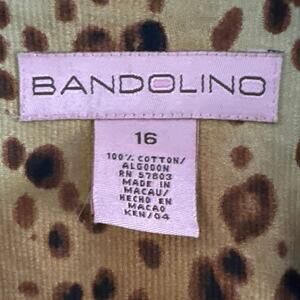 BANDOLINO
16
100% COTTON/
ALGODON
RN 57803
MADE IN
MACAU/
HECHO EN
MACAO
KEN/04